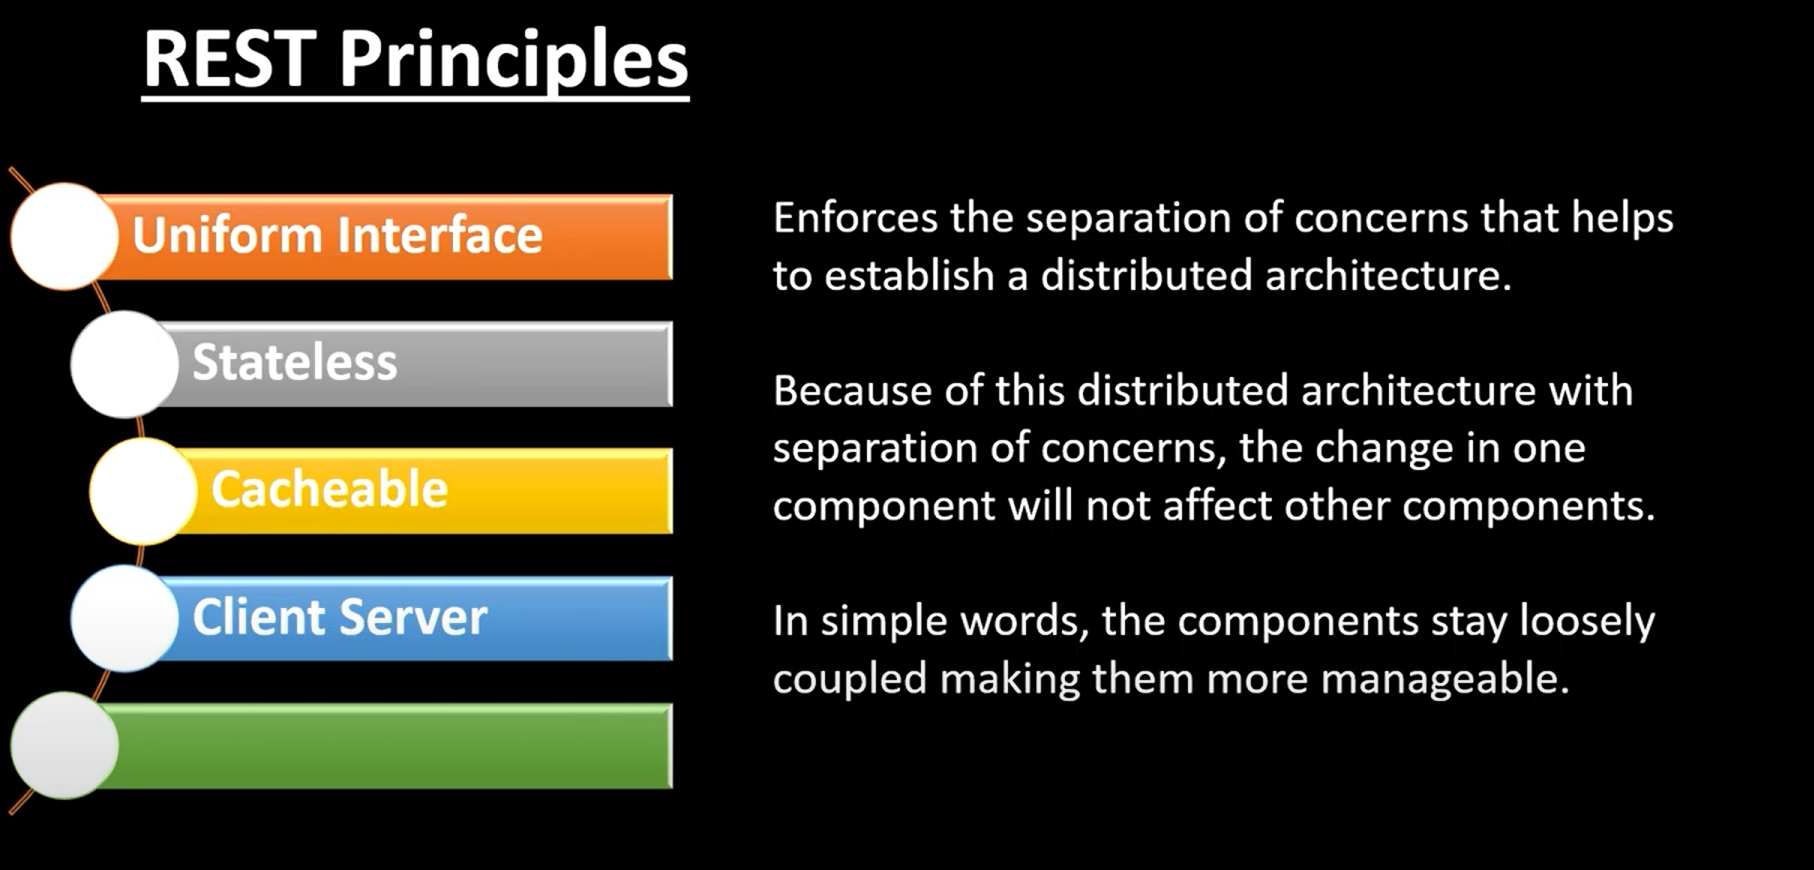 REST Principles
Uniform Interface
Stateless
Cacheable
Client Server
Enforces the separation of concerns that helps
to establish a distributed architecture.
Because of this distributed architecture with
separation of concerns, the change in one
component will not affect other components.
In simple words, the components stay loosely
coupled making them more manageable.